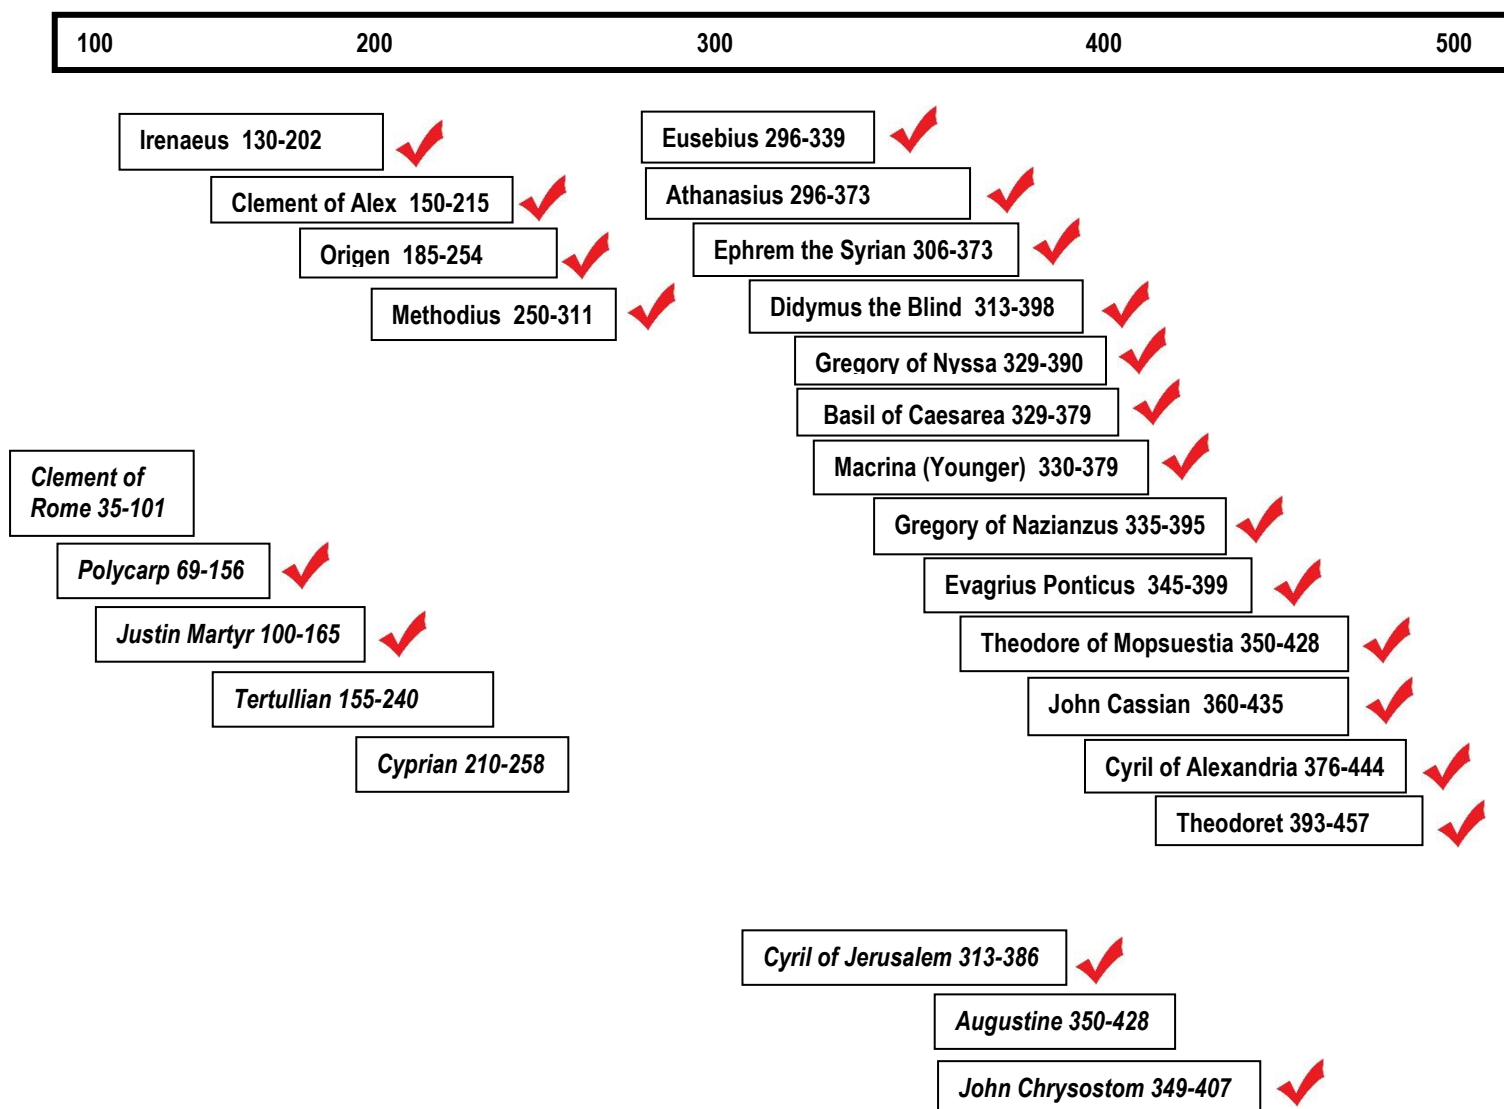 100 200 300 400 500
Irenaeus 130-202
Clement of Alex 150-215
Origen 185-254
Methodius 250-311
Eusebius 296-339
Athanasius 296-373
Ephrem the Syrian 306-373
Didymus the Blind 313-398
Gregory of Nyssa 329-390
Basil of Caesarea 329-379
Macrina (Younger) 330-379
Gregory of Nazianzus 335-395
Evagrius Ponticus 345-399
Theodore of Mopsuestia 350-428
John Cassian 360-435
Cyril of Alexandria 376-444
Theodoret 393-457
Clement of
Rome 35-101
Polycarp 69-156
Justin Martyr 100-165
Tertullian 155-240
Cyprian 210-258
Cyril of Jerusalem 313-386
Augustine 350-428
John Chrysostom 349-407